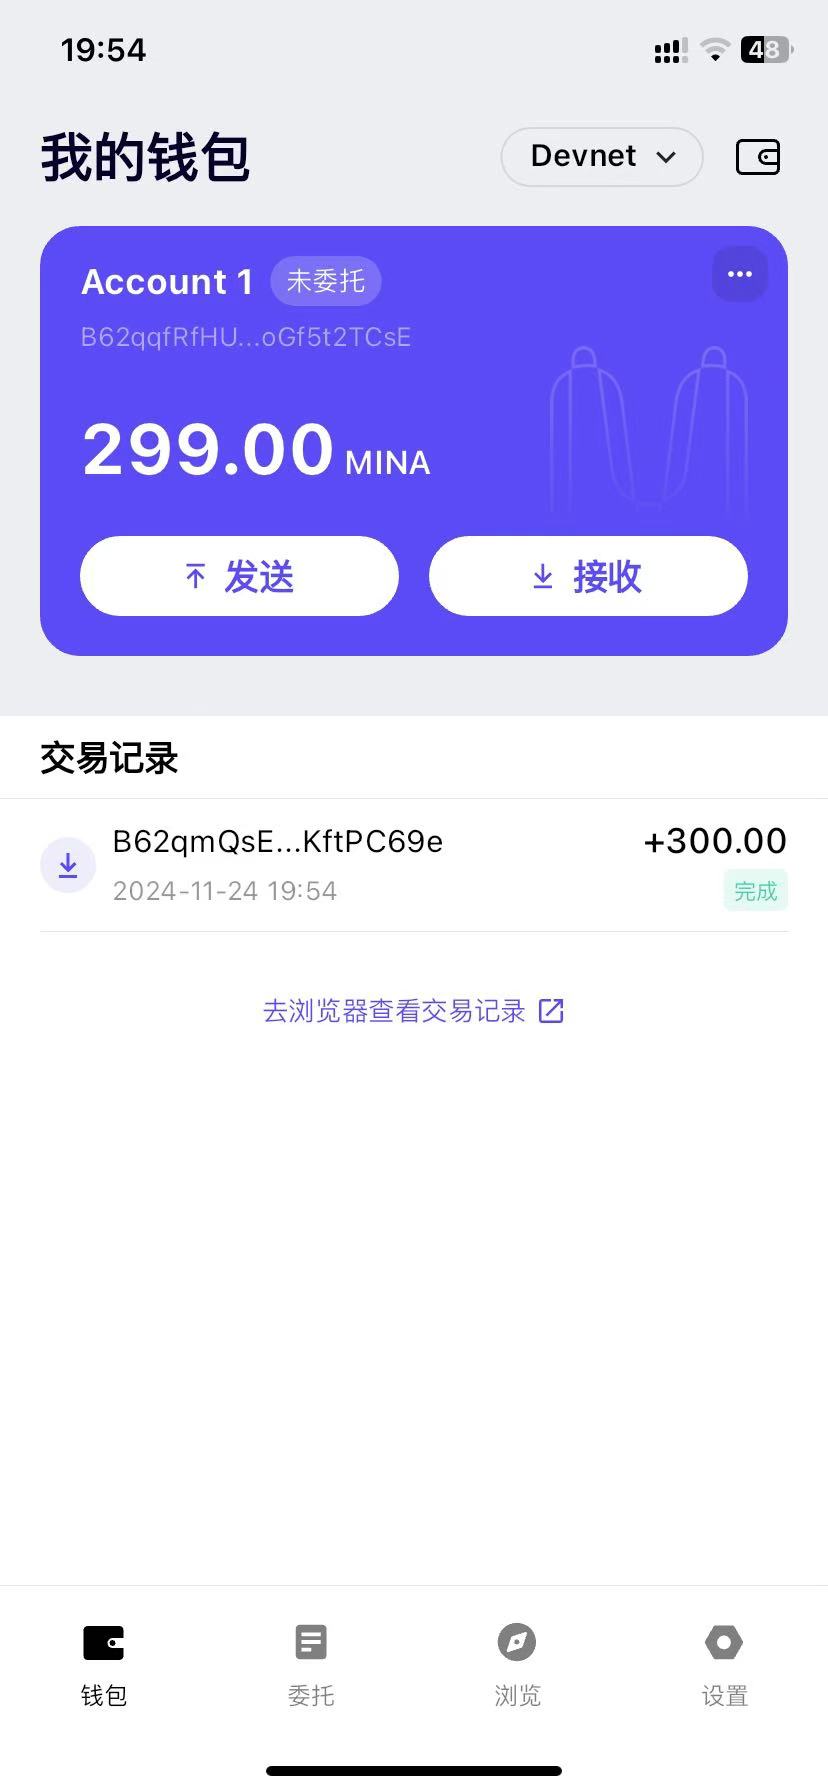 19:54
48
我的钱包
Devnet
Account 1 未委托
B62qqfRfHU...oGf5t2TCsE
299.00 MINA
发送
接收
交易记录
B62qmQsE...KftPC69e
+300.00
2024-11-24 19:54
完成
去浏览器查看交易记录
钱包
委托
浏览
设置